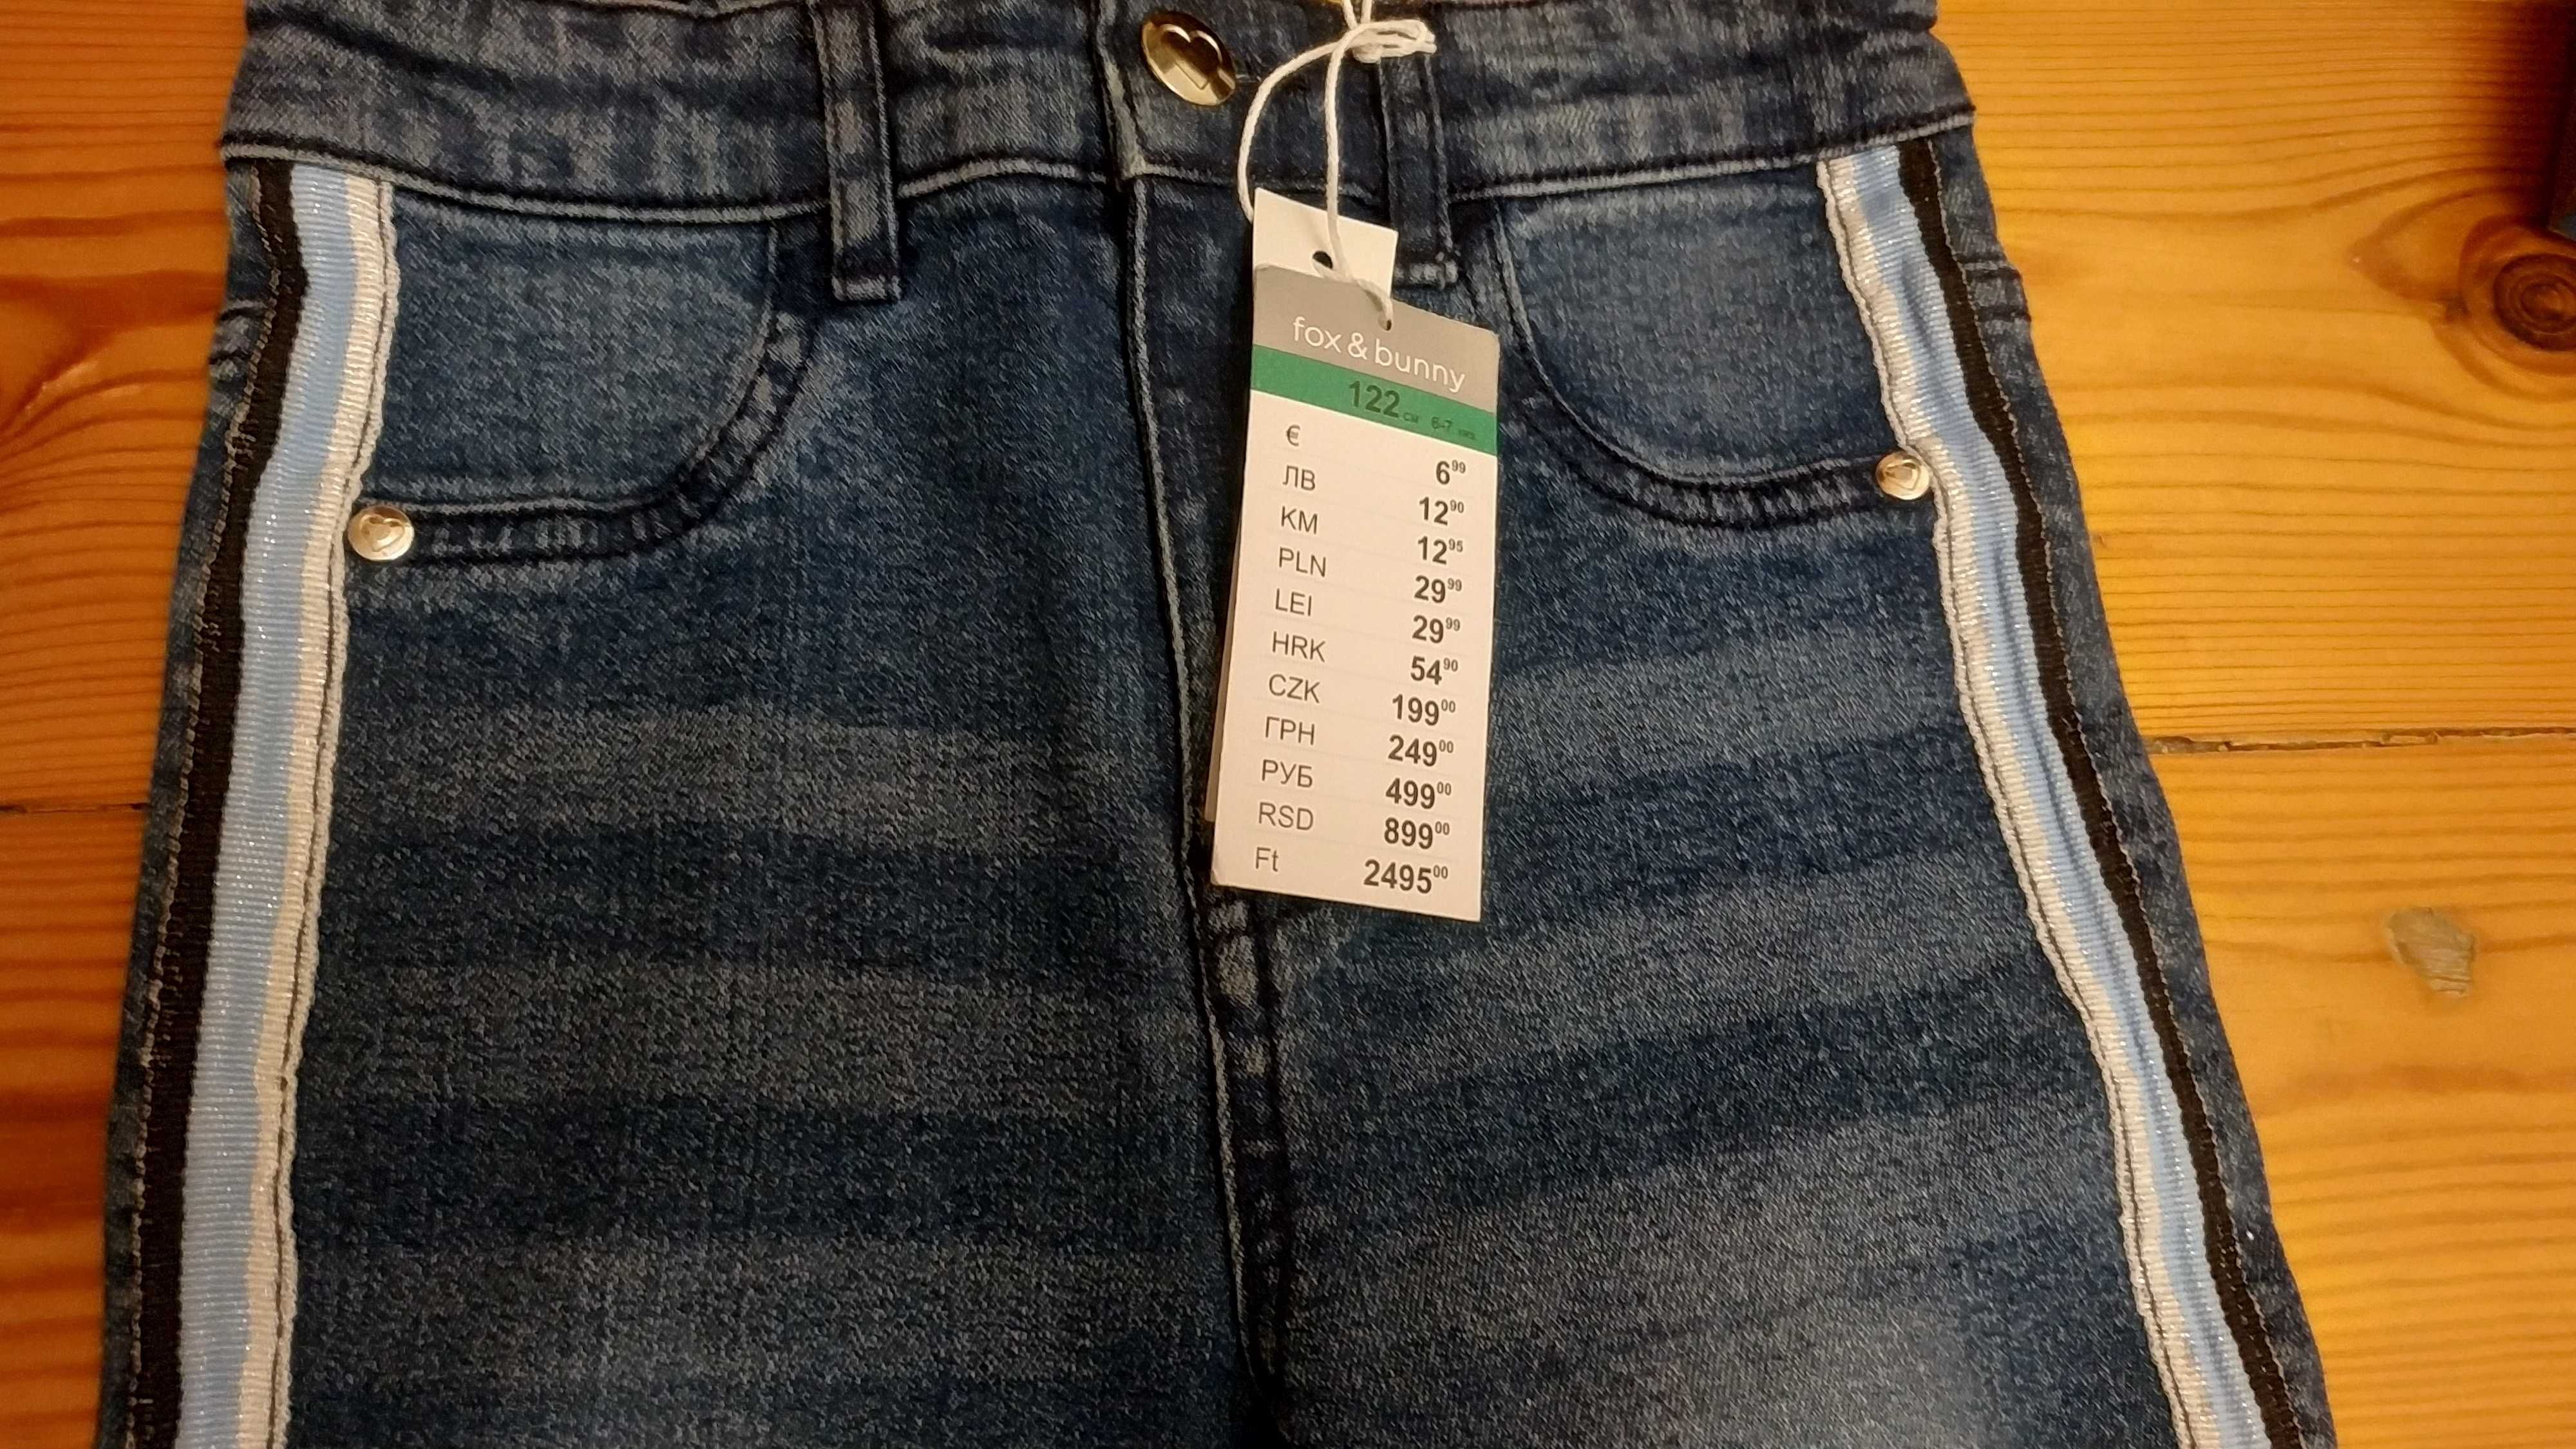 fox & bunny
122 см 6-7
€ 6⁹⁹
ЛВ 12⁹⁰
KM 12⁹⁵
PLN 29⁹⁹
LEI 29⁹⁹
HRK 54⁹⁰
CZK 199⁰⁰
ГРН 249⁰⁰
РУБ 499⁰⁰
RSD 899⁰⁰
Ft 2495⁰⁰